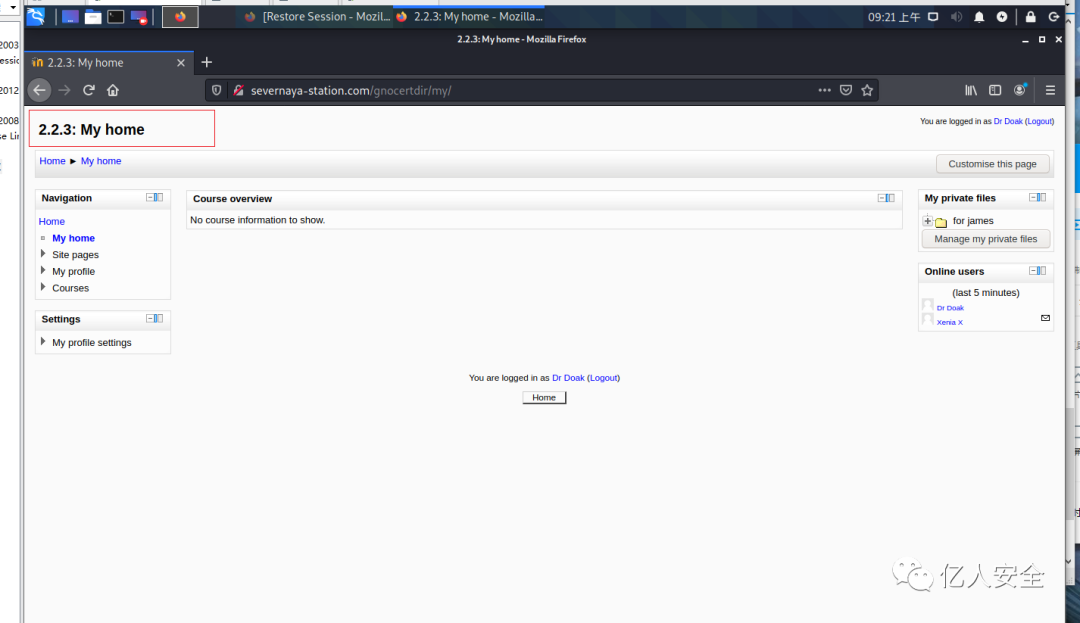 [Restore Session - Mozil...
2.2.3: My home - Mozilla...
09:21 上午
2.2.3: My home - Mozilla Firefox
2003
2012
2008
2.2.3: My home
severnaya-station.com/gnocertdir/my/
2.2.3: My home
You are logged in as Dr Doak (Logout)
Home ► My home
Customise this page
Navigation
Home
My home
Site pages
My profile
Courses
Settings
My profile settings
Course overview
No course information to show.
My private files
for james
Manage my private files
Online users
(last 5 minutes)
Dr Doak
Xenia X
You are logged in as Dr Doak (Logout)
Home
亿人安全